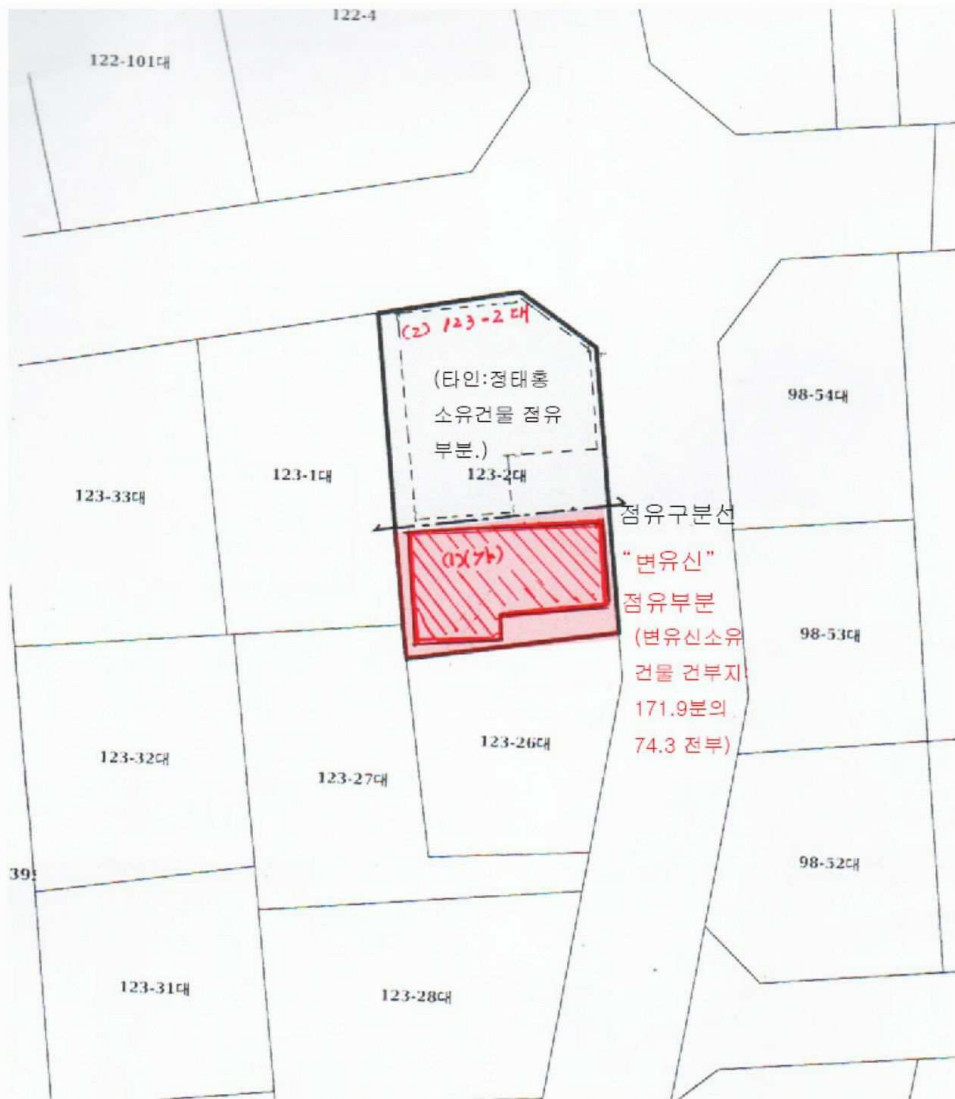 122-4
122-101대
(2) 123-2 대
(타인:정태홍
소유건물 점유
부분.)
98-54대
123-1대
123-2대
123-33대
점유구분선
(1)(가)
“변유신”
점유부분
(변유신소유
건물 건부지
171.9분의
74.3 전부)
98-53대
123-26대
123-32대
123-27대
98-52대
39
123-31대
123-28대